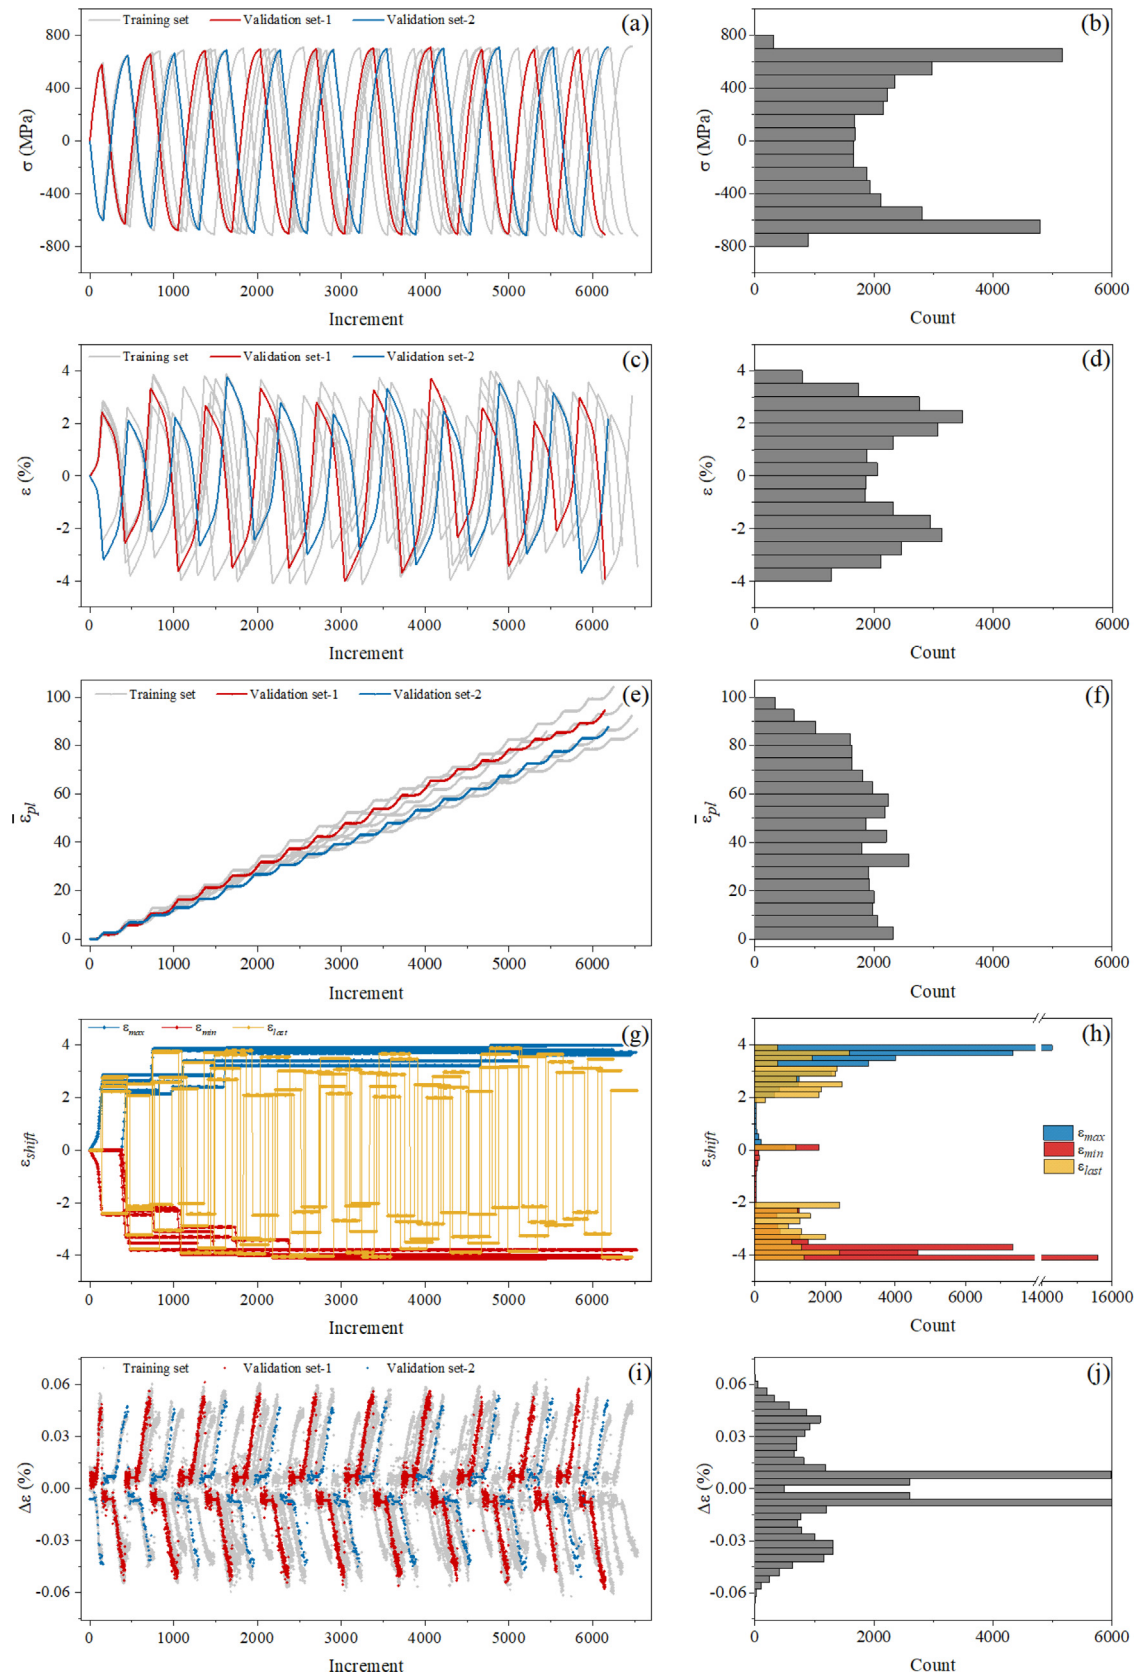 Training set Validation set-1 Validation set-2 (a)
800
400
0
-400
-800
σ (MPa)
0 1000 2000 3000 4000 5000 6000
Increment
(b)
800
400
0
-400
-800
σ (MPa)
0 2000 4000 6000
Count
Training set Validation set-1 Validation set-2 (c)
4
2
0
-2
-4
ε (%)
0 1000 2000 3000 4000 5000 6000
Increment
(d)
4
2
0
-2
-4
ε (%)
0 2000 4000 6000
Count
Training set Validation set-1 Validation set-2 (e)
100
80
60
40
20
0
ε̄pl
0 1000 2000 3000 4000 5000 6000
Increment
(f)
100
80
60
40
20
0
ε̄pl
0 2000 4000 6000
Count
εmax εmin εlast (g)
4
2
0
-2
-4
εshift
0 1000 2000 3000 4000 5000 6000
Increment
(h)
4
2
0
-2
-4
εshift
εmax
εmin
εlast
0 2000 4000 6000 14000 16000
Count
Training set Validation set-1 Validation set-2 (i)
0.06
0.03
0.00
-0.03
-0.06
Δε (%)
0 1000 2000 3000 4000 5000 6000
Increment
(j)
0.06
0.03
0.00
-0.03
-0.06
Δε (%)
0 2000 4000 6000
Count